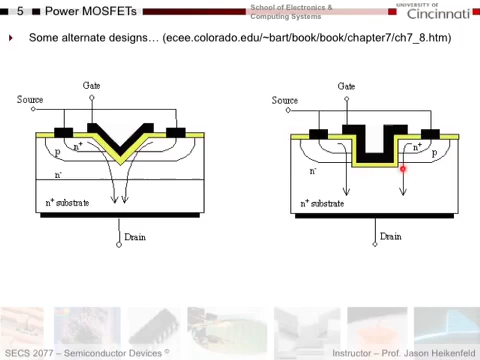 5 Power MOSFETs
School of Electronics &
Computing Systems
UNIVERSITY OF
Cincinnati
Some alternate designs… (ecee.colorado.edu/~bart/book/book/chapter7/ch7_8.htm)
Gate
Source
n+
p
n-
n+ substrate
Drain
Gate
Source
n+
p
n-
n+ substrate
Drain
SECS 2077 – Semiconductor Devices ©
Instructor – Prof. Jason Heikenfeld